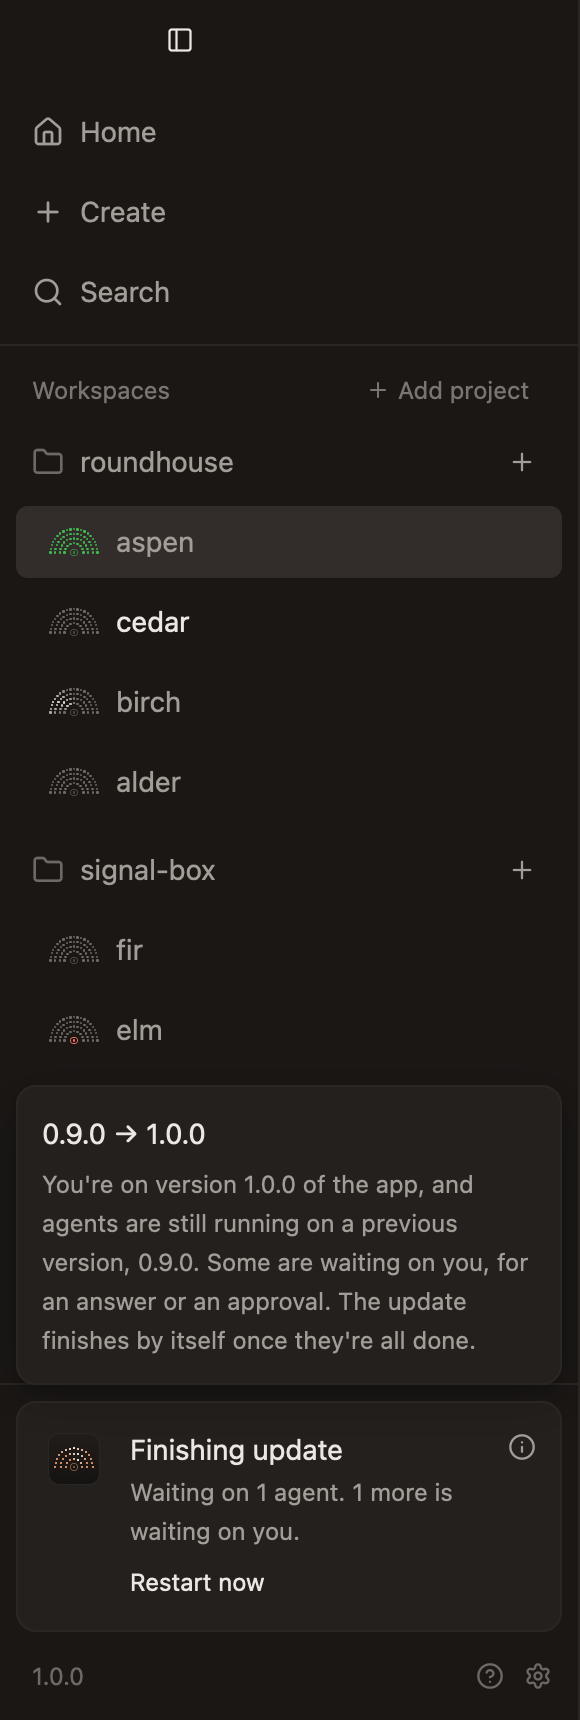 Home
Create
Search
Workspaces
+ Add project
roundhouse
aspen
cedar
birch
alder
signal-box
fir
elm
0.9.0 → 1.0.0
You're on version 1.0.0 of the app, and
agents are still running on a previous
version, 0.9.0. Some are waiting on you, for
an answer or an approval. The update
finishes by itself once they're all done.
Finishing update
Waiting on 1 agent. 1 more is
waiting on you.
Restart now
1.0.0